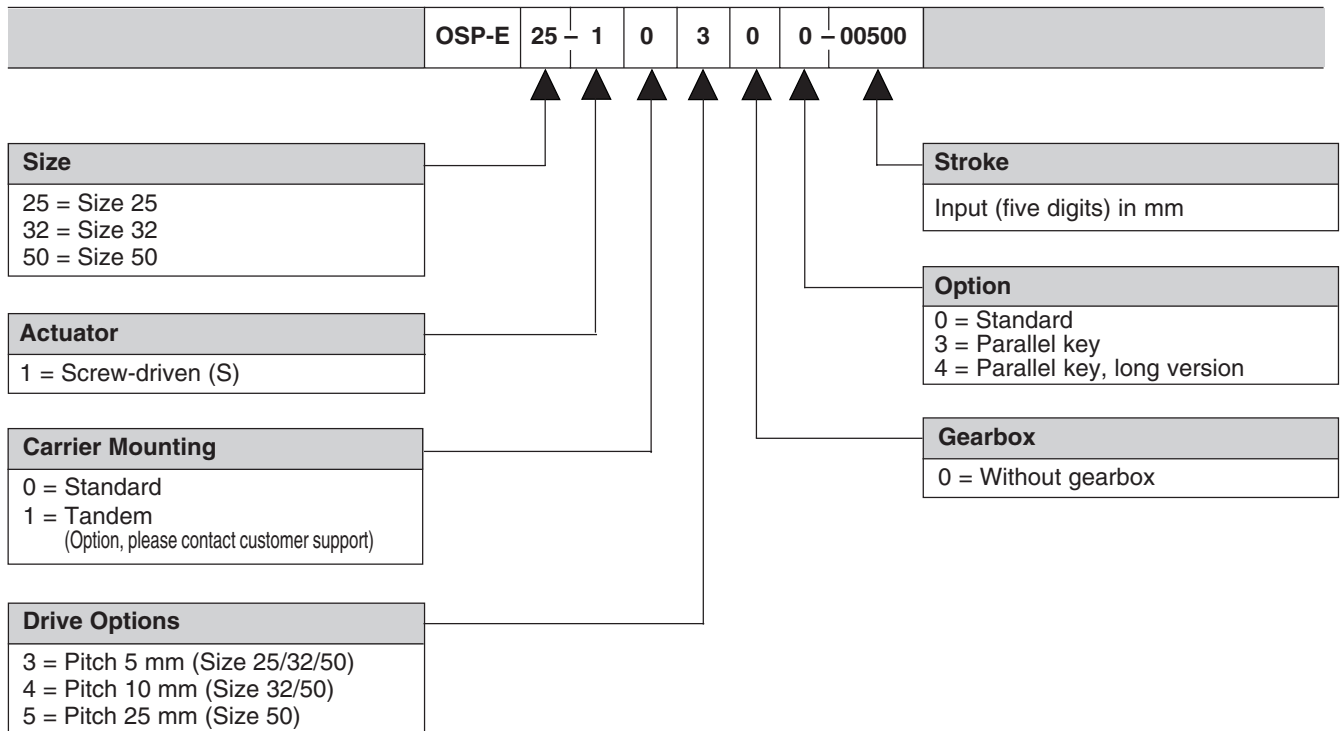 OSP-E 25 – 1 0 3 0 0 – 00500
Size
25 = Size 25
32 = Size 32
50 = Size 50
Actuator
1 = Screw-driven (S)
Carrier Mounting
0 = Standard
1 = Tandem
(Option, please contact customer support)
Drive Options
3 = Pitch 5 mm (Size 25/32/50)
4 = Pitch 10 mm (Size 32/50)
5 = Pitch 25 mm (Size 50)
Stroke
Input (five digits) in mm
Option
0 = Standard
3 = Parallel key
4 = Parallel key, long version
Gearbox
0 = Without gearbox